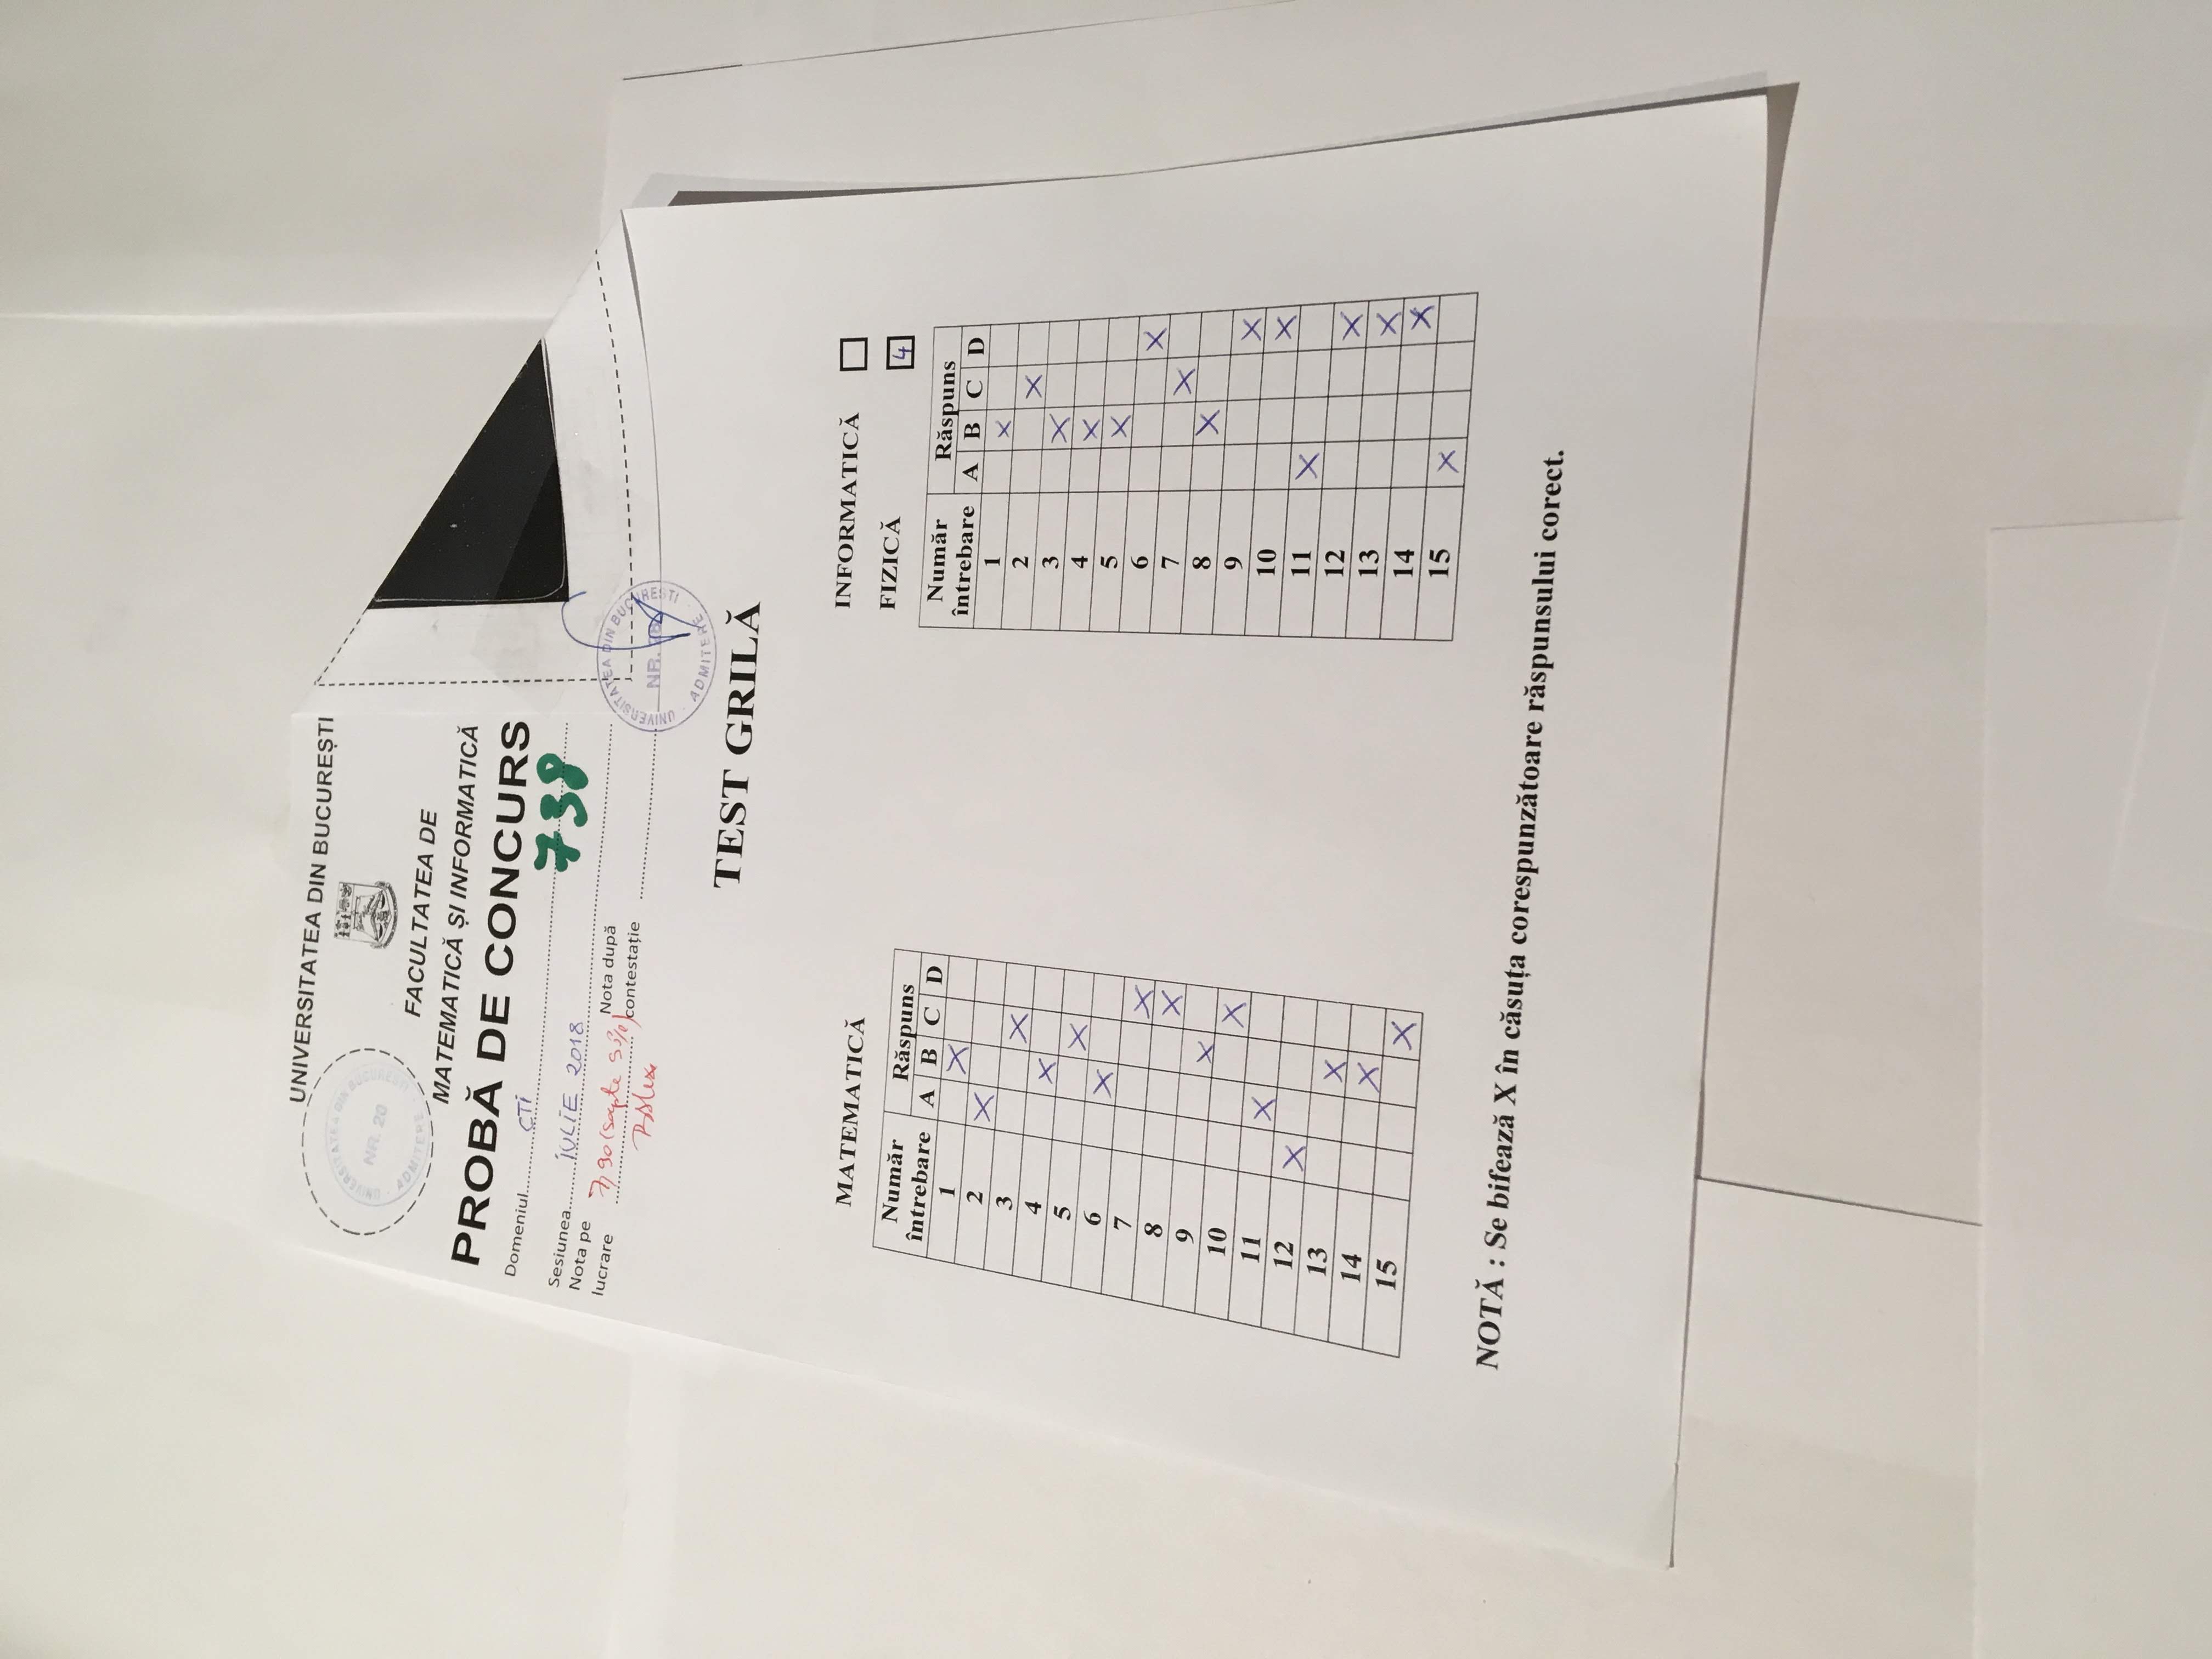 UNIVERSITATEA DIN BUCUREȘTI
UNIVERSITATEA DIN BUCUREȘTI
NR. 20
ADMITERE
FACULTATEA DE
MATEMATICĂ ȘI INFORMATICĂ
PROBĂ DE CONCURS
Domeniul.......... CTi
738
Sesiunea...... iULiE 2018
Nota pe lucrare 7,90 (șapte
Nota după contestație
UNIVERSITATEA DIN BUCUREȘTI
NR.
ADMITERE
TEST GRILĂ
MATEMATICĂ
Număr întrebare Răspuns
A B C D
1 X
2 X
3 X
4 X
5 X
6 X
7 X
8 X
9 X
10 X
11 X
12 X
13 X
14 X
15 X
INFORMATICĂ
FIZICĂ 4
Număr întrebare Răspuns
A B C D
1 X
2 X
3 X
4 X
5 X
6 X
7 X
8 X
9 X
10 X
11 X
12 X
13 X
14 X
15 X
NOTĂ : Se bifează X în căsuța corespunzătoare răspunsului corect.